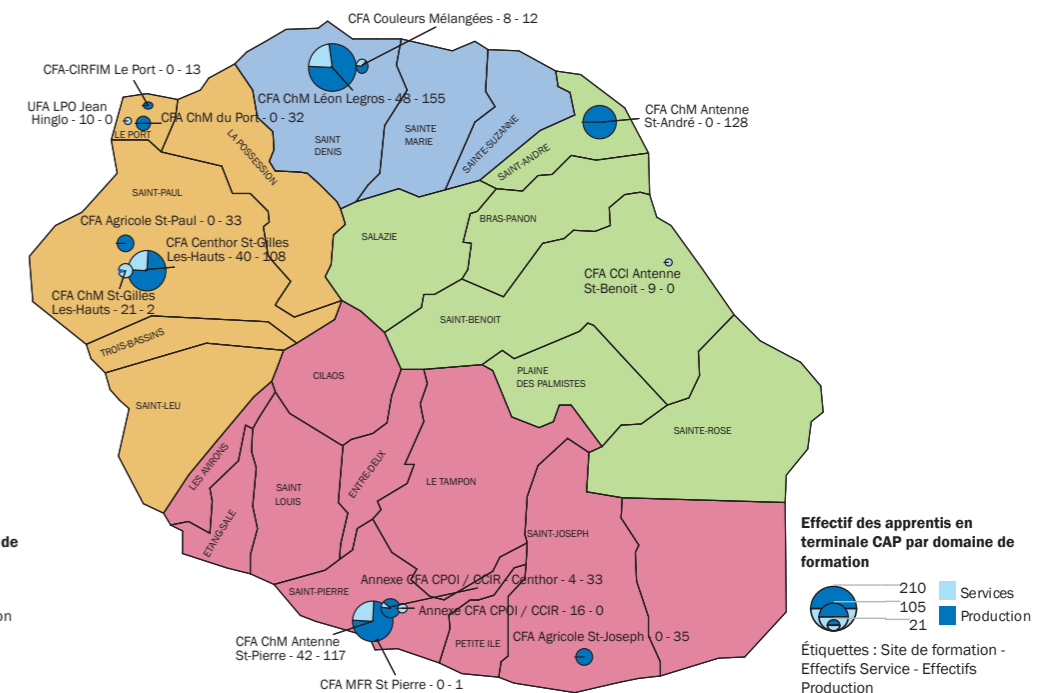 CFA Couleurs Mélangées - 8 - 12
CFA-CIRFIM Le Port - 0 - 13
UFA LPO Jean
Hinglo - 10 - 0
CFA ChM du Port - 0 - 32
LE PORT
LA POSSESSION
CFA ChM Léon Legros - 48 - 155
SAINT
DENIS
SAINTE
MARIE
SAINTE-SUZANNE
CFA ChM Antenne
St-André - 0 - 128
SAINT-ANDRE
SAINT-PAUL
CFA Agricole St-Paul - 0 - 33
CFA Centhor St-Gilles
Les-Hauts - 40 - 108
CFA ChM St-Gilles
Les-Hauts - 21 - 2
SALAZIE
BRAS-PANON
CFA CCI Antenne
St-Benoit - 9 - 0
SAINT-BENOIT
TROIS-BASSINS
SAINT-LEU
CILAOS
PLAINE
DES PALMISTES
SAINTE-ROSE
LES AVIRONS
ETANG-SALE
SAINT
LOUIS
ENTRE-DEUX
LE TAMPON
SAINT-JOSEPH
SAINT-PIERRE
Annexe CFA CPOI / CCIR - Centhor - 4 - 33
Annexe CFA CPOI / CCIR - 16 - 0
PETITE ILE
CFA Agricole St-Joseph - 0 - 35
CFA ChM Antenne
St-Pierre - 42 - 117
CFA MFR St Pierre - 0 - 1
de
on
Effectif des apprentis en
terminale CAP par domaine de
formation
210
105
21
Services
Production
Étiquettes : Site de formation -
Effectifs Service - Effectifs
Production